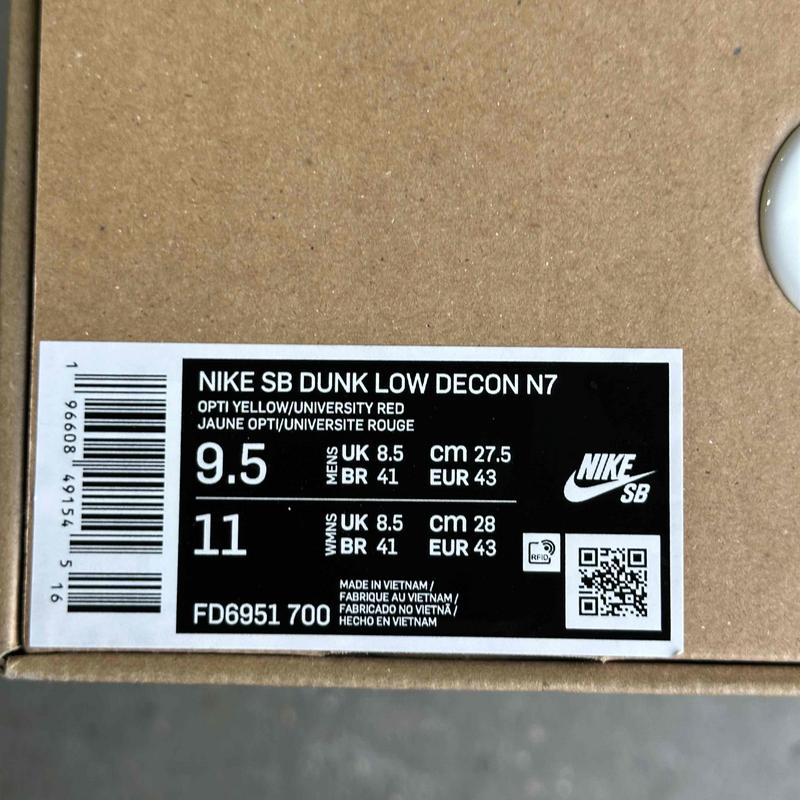 NIKE SB DUNK LOW DECON N7
OPTI YELLOW/UNIVERSITY RED
JAUNE OPTI/UNIVERSITE ROUGE
9.5 MENS UK 8.5 cm 27.5
BR 41 EUR 43
11 WMNS UK 8.5 cm 28
BR 41 EUR 43
NIKE
SB
RFID
FD6951 700
MADE IN VIETNAM /
FABRIQUE AU VIETNAM /
FABRICADO NO VIETNÃ /
HECHO EN VIETNAM
1 96608 49154 5 16